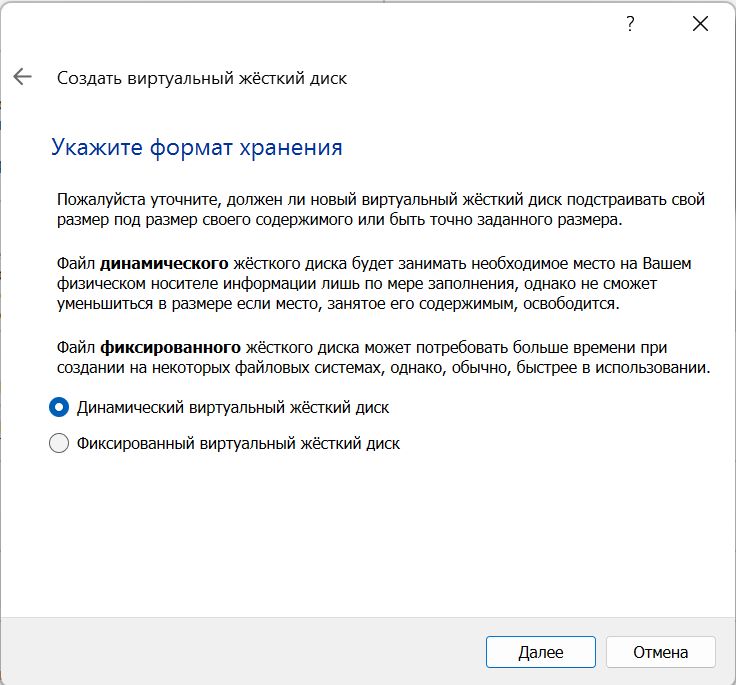 ?
Создать виртуальный жёсткий диск
Укажите формат хранения
Пожалуйста уточните, должен ли новый виртуальный жёсткий диск подстраивать свой
размер под размер своего содержимого или быть точно заданного размера.
Файл динамического жёсткого диска будет занимать необходимое место на Вашем
физическом носителе информации лишь по мере заполнения, однако не сможет
уменьшиться в размере если место, занятое его содержимым, освободится.
Файл фиксированного жёсткого диска может потребовать больше времени при
создании на некоторых файловых системах, однако, обычно, быстрее в использовании.
Динамический виртуальный жёсткий диск
Фиксированный виртуальный жёсткий диск
Далее
Отмена